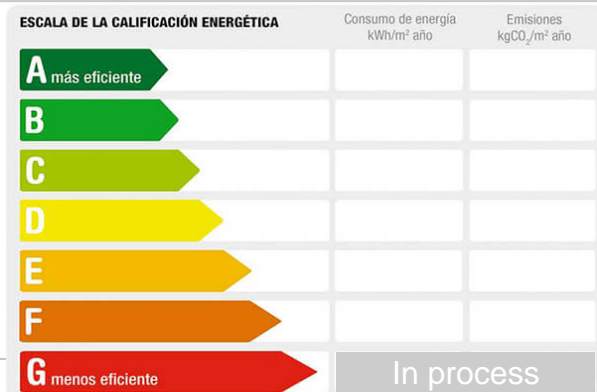 ESCALA DE LA CALIFICACIÓN ENERGÉTICA
Consumo de energía
kWh/m² año
Emisiones
kgCO₂/m² año
A más eficiente
B
C
D
E
F
G menos eficiente
In process